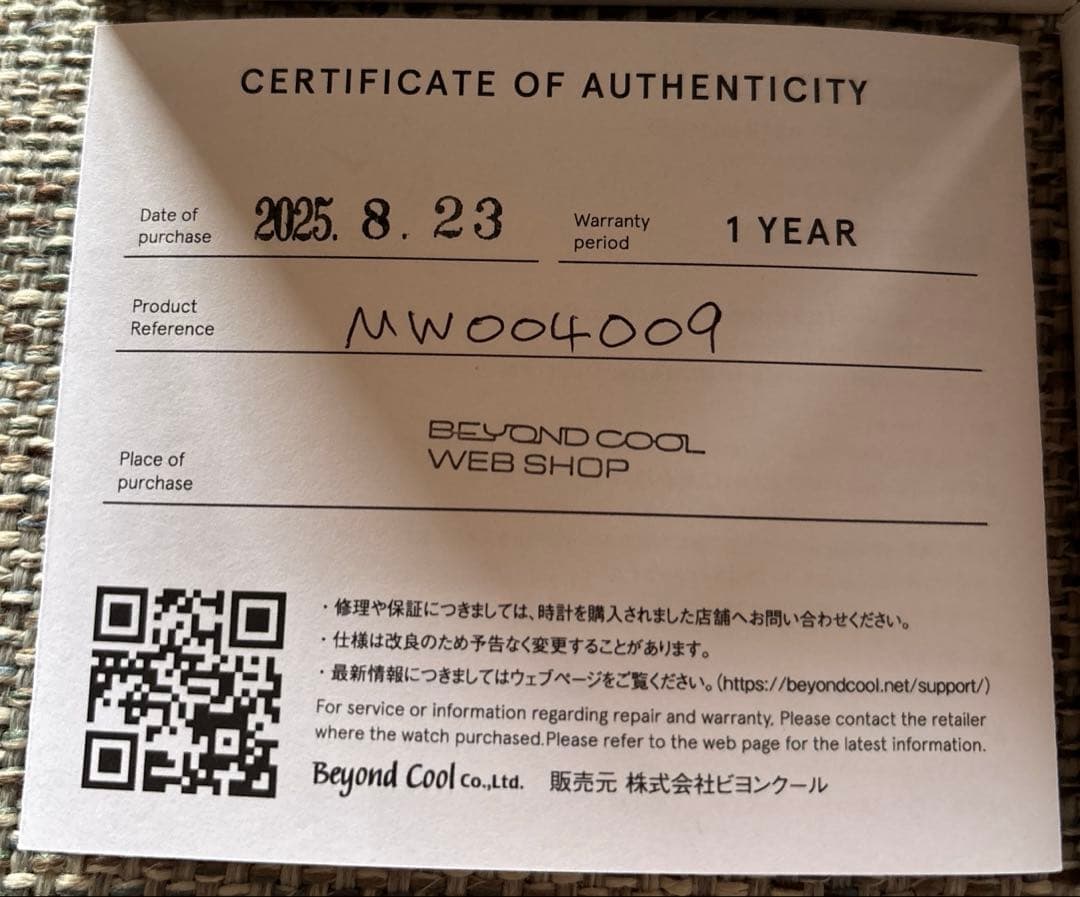 CERTIFICATE OF AUTHENTICITY
Date of purchase 2025. 8. 23 Warranty period 1 YEAR
Product Reference MW004009
BEYOND COOL
WEB SHOP
Place of purchase
・修理や保証につきましては、時計を購入されました店舗へお問い合わせください。
・仕様は改良のため予告なく変更することがあります。
・最新情報につきましてはウェブページをご覧ください。(https://beyondcool.net/support/)
For service or information regarding repair and warranty, Please contact the retailer
where the watch purchased.Please refer to the web page for the latest information.
Beyond Cool Co.,Ltd. 販売元 株式会社ビヨンクール